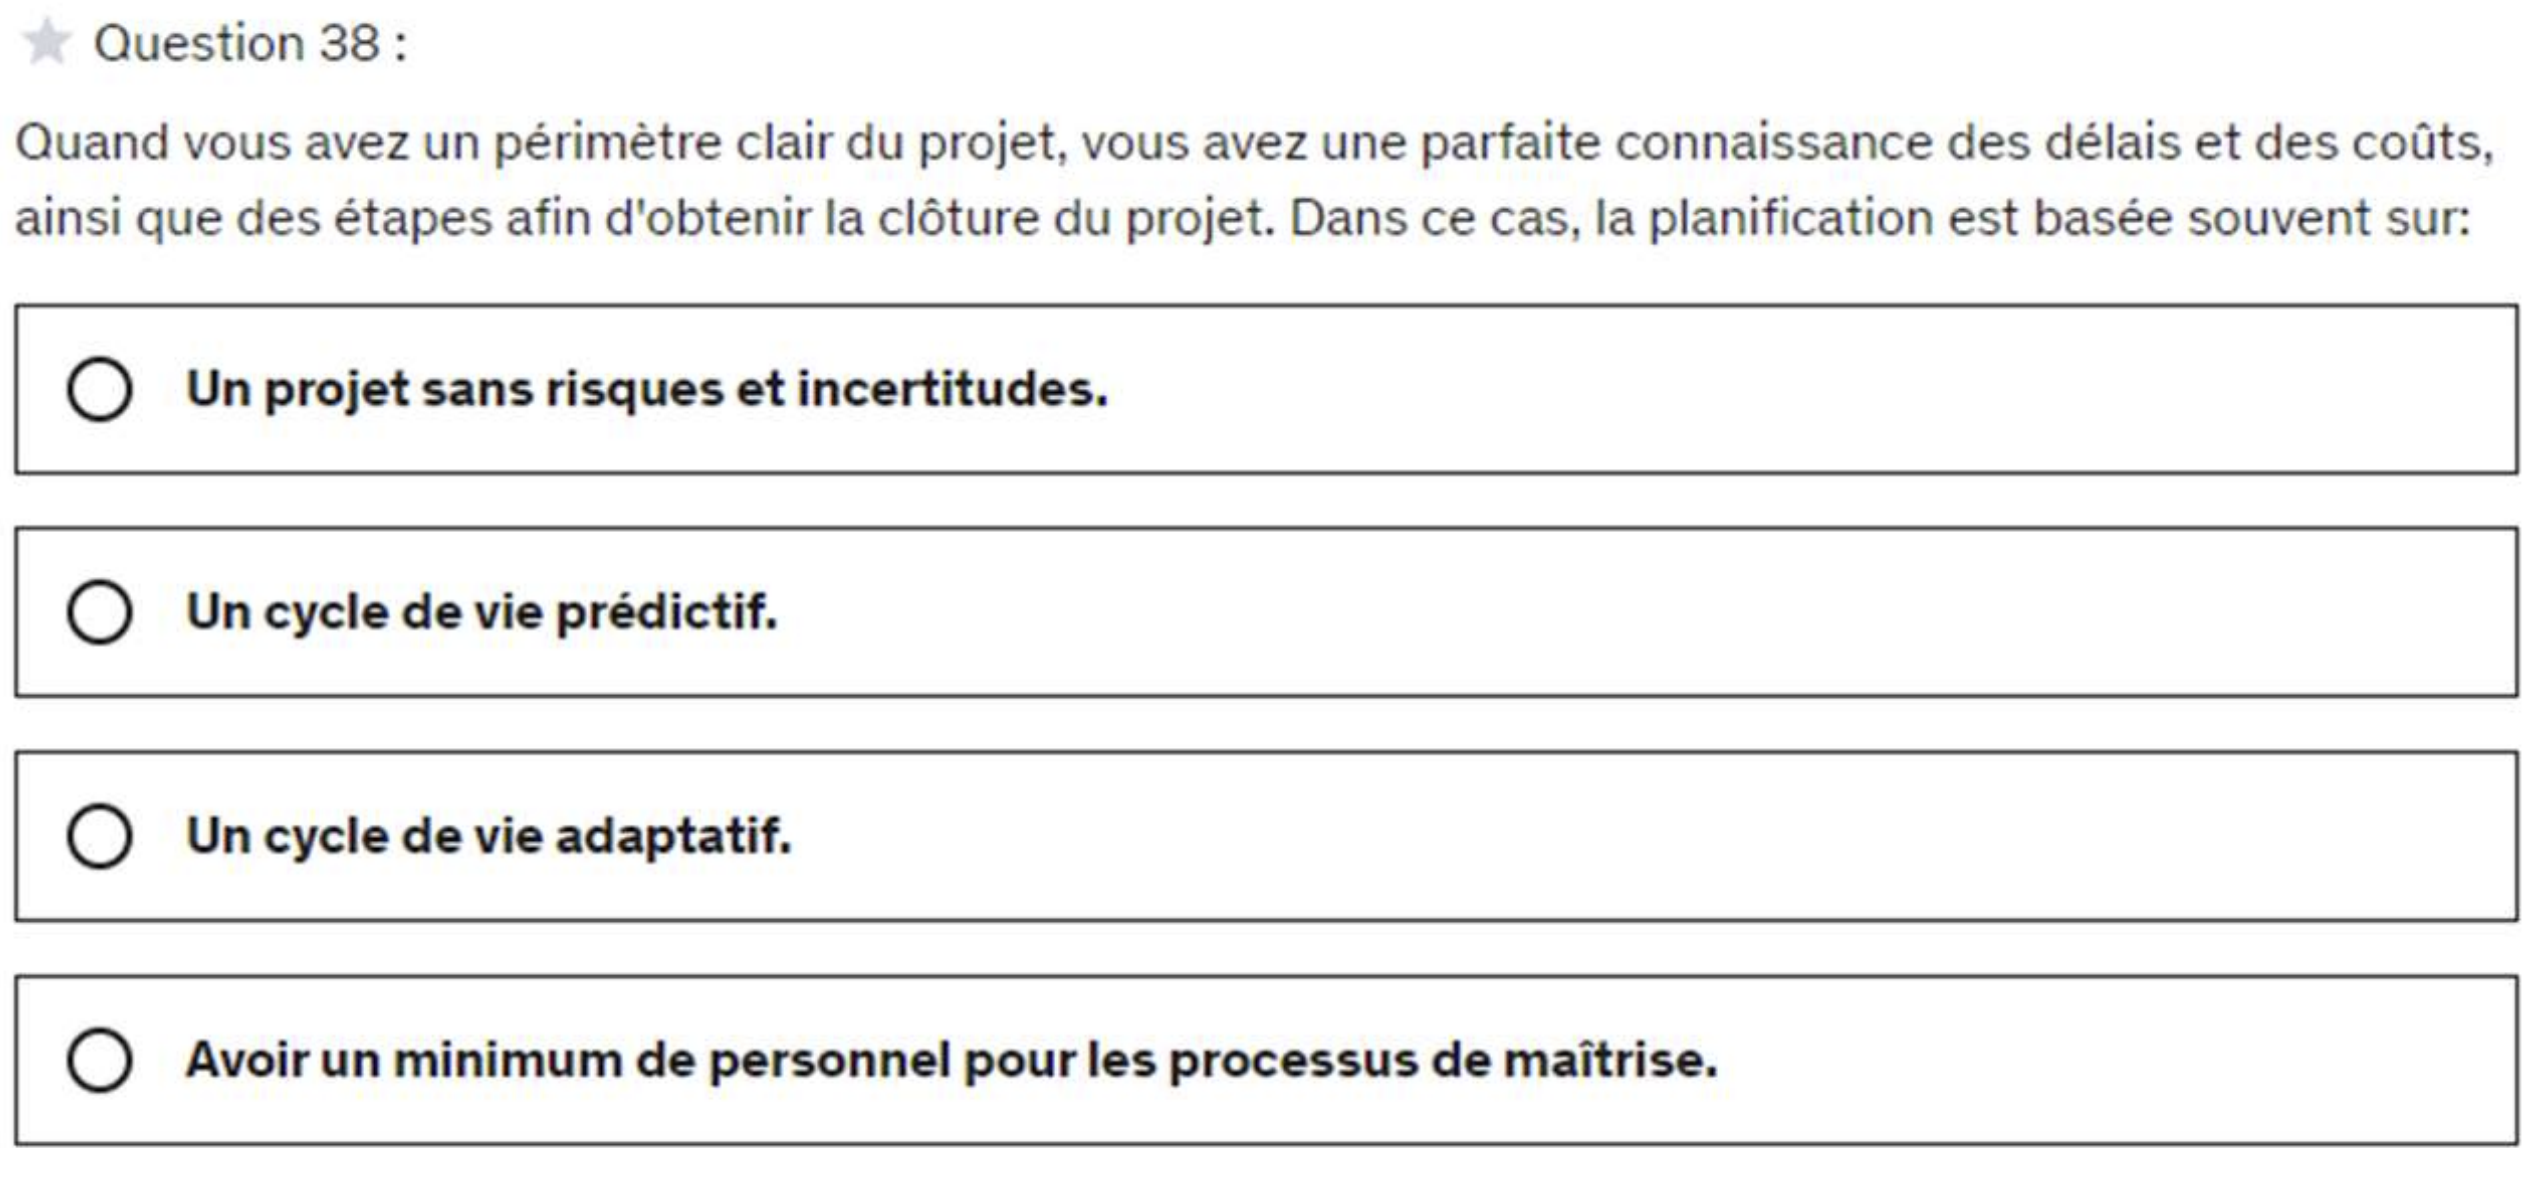 Question 38 :
Quand vous avez un périmètre clair du projet, vous avez une parfaite connaissance des délais et des coûts,
ainsi que des étapes afin d'obtenir la clôture du projet. Dans ce cas, la planification est basée souvent sur:
Un projet sans risques et incertitudes.
Un cycle de vie prédictif.
Un cycle de vie adaptatif.
Avoir un minimum de personnel pour les processus de maîtrise.